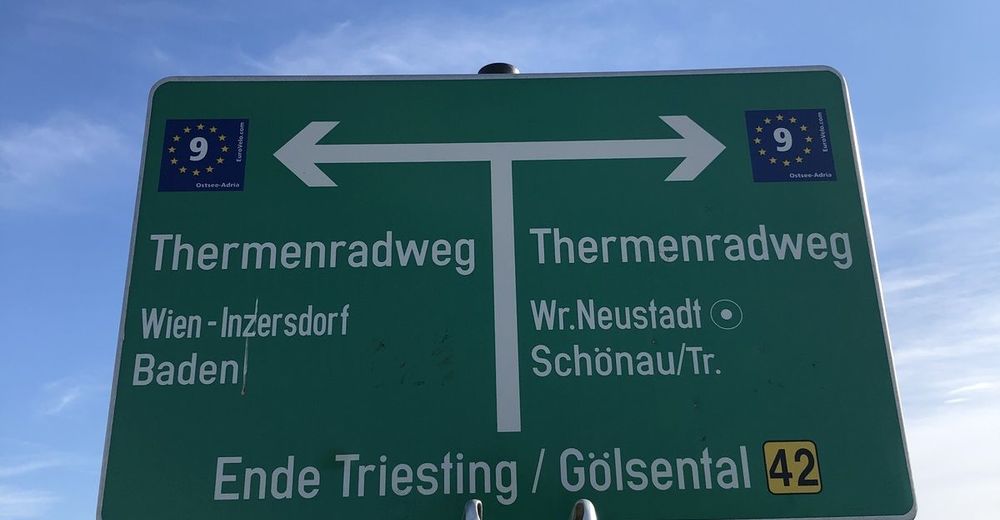 9
EuroVelo.com
Ostsee-Adria
9
EuroVelo.com
Ostsee-Adria
Thermenradweg
Wien-Inzersdorf
Baden
Thermenradweg
Wr.Neustadt
Schönau/Tr.
Ende Triesting / Gölsental 42